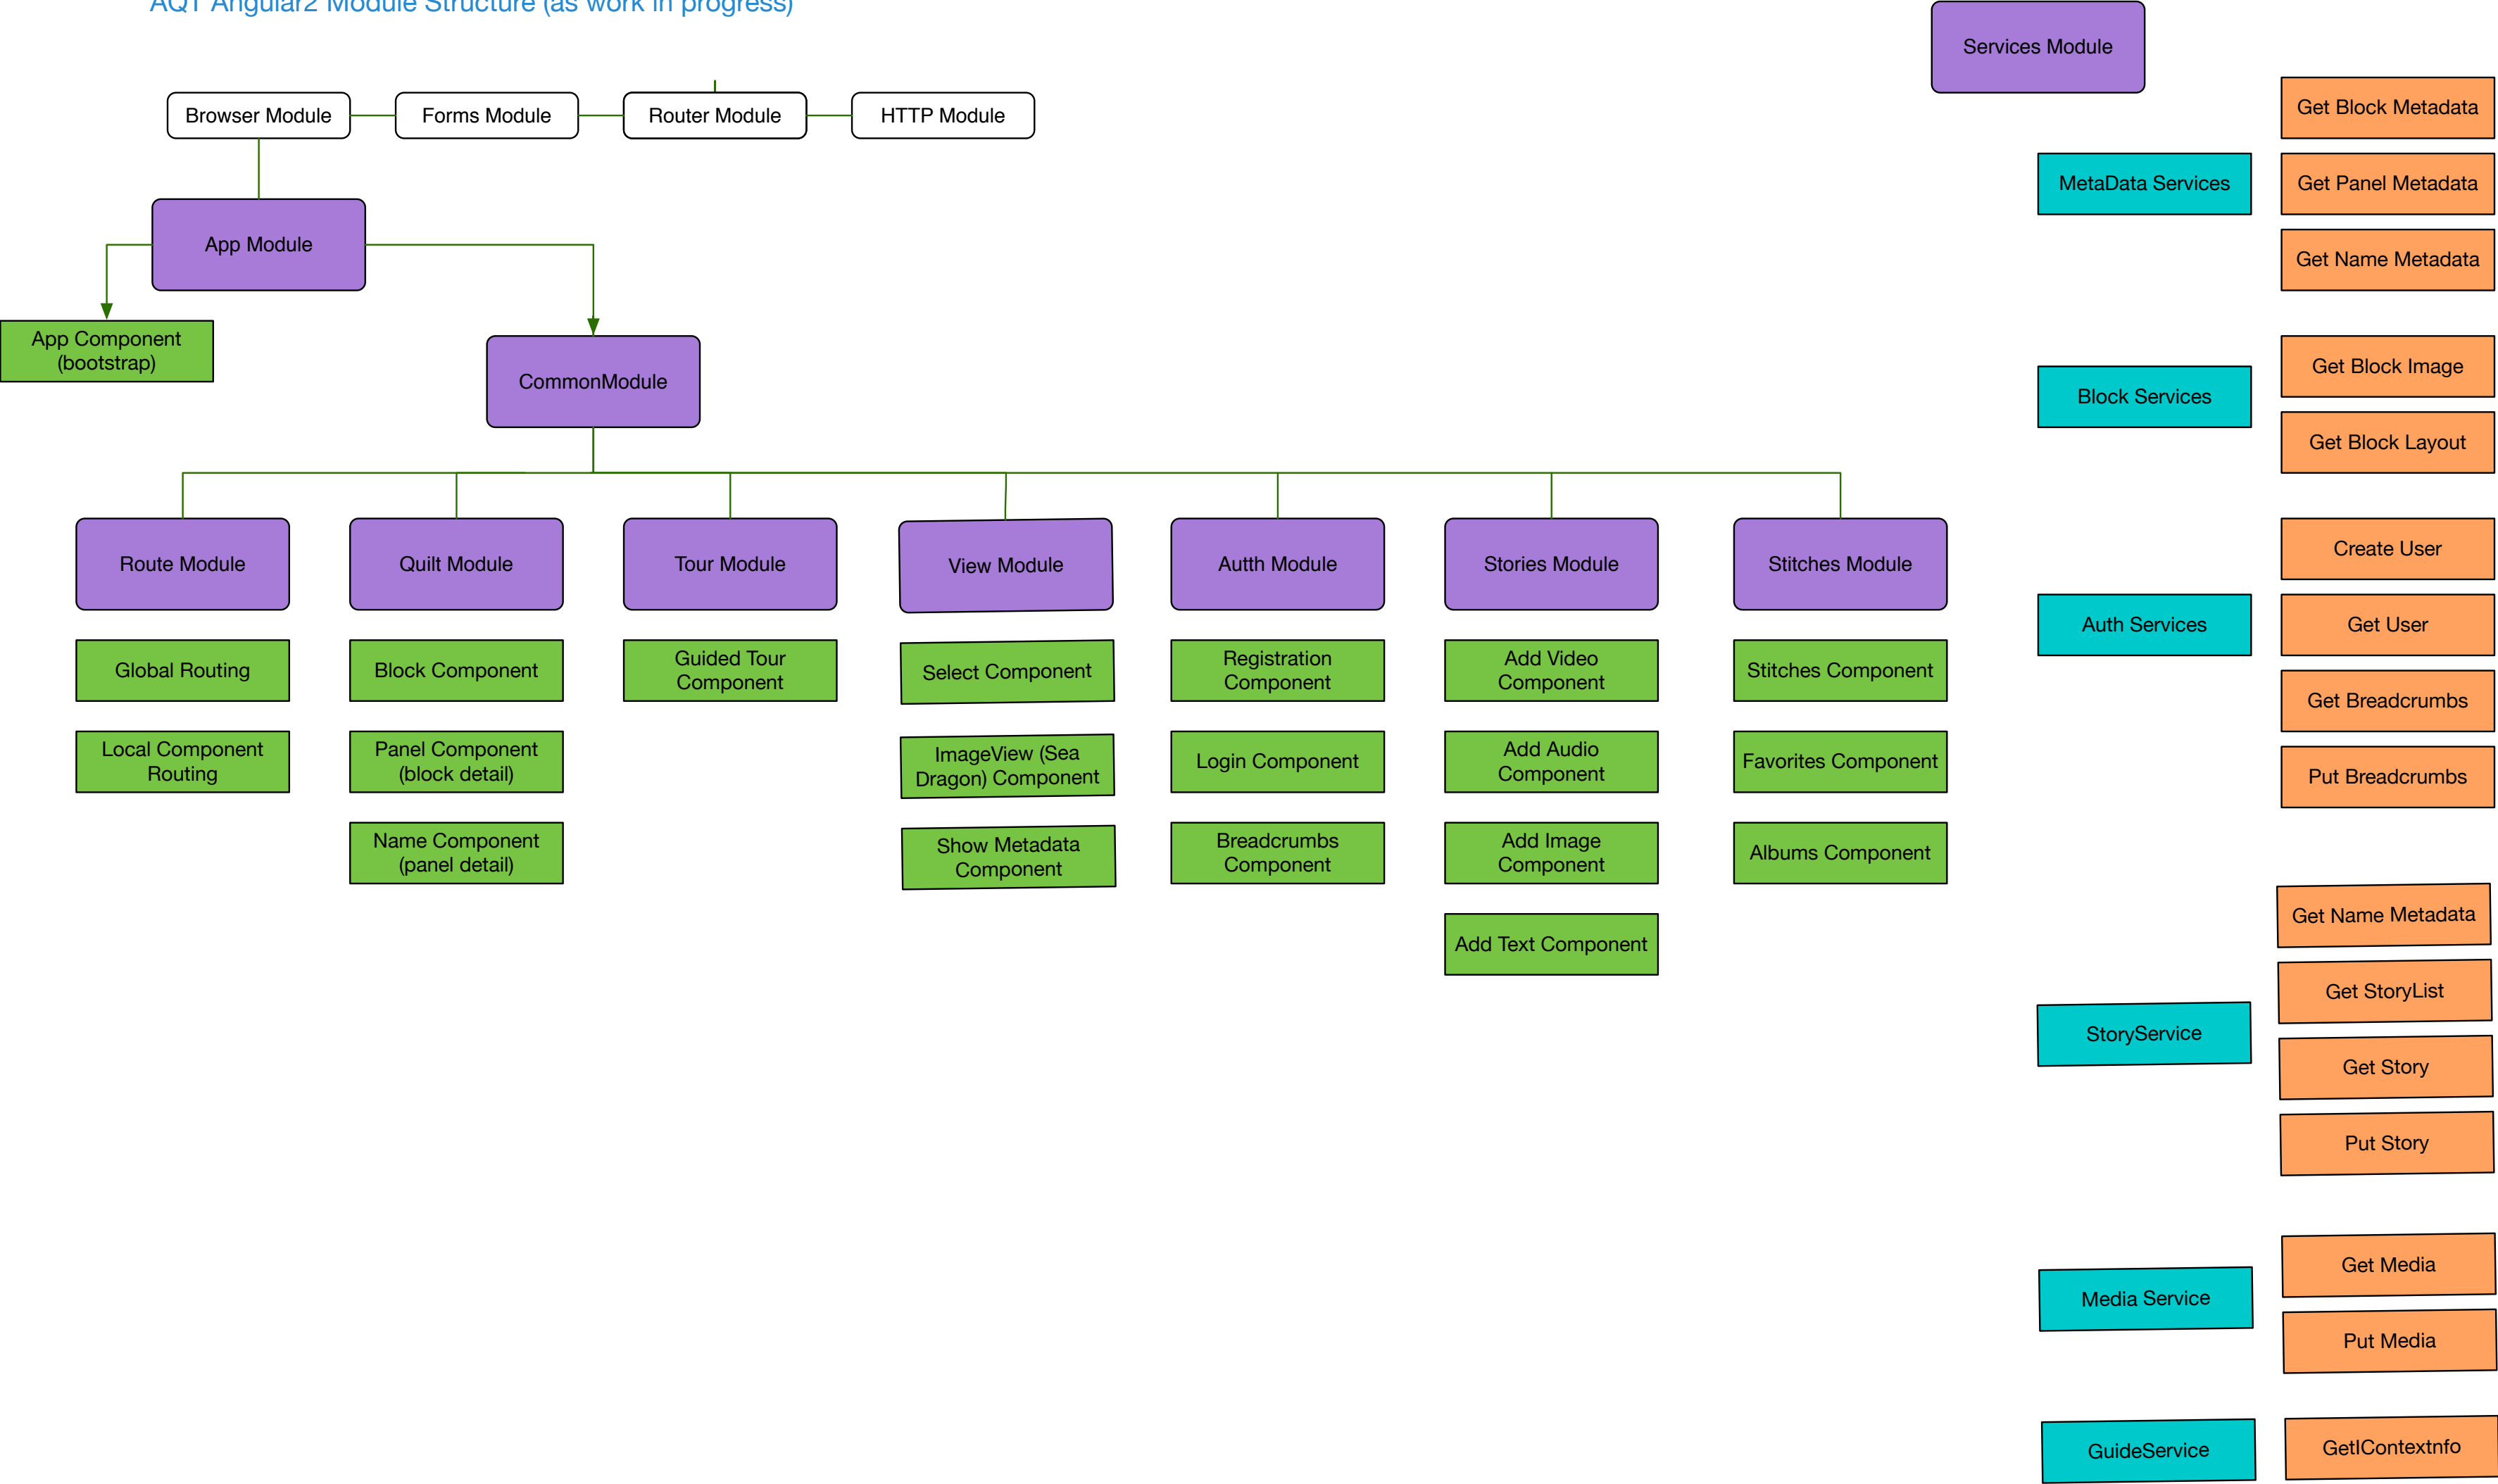 AQT Angular2 Module Structure (as work in progress)
Services Module
Browser Module
Forms Module
Router Module
HTTP Module
App Module
App Component
(bootstrap)
CommonModule
Route Module
Quilt Module
Tour Module
View Module
Autth Module
Stories Module
Stitches Module
Global Routing
Local Component
Routing
Block Component
Panel Component
(block detail)
Name Component
(panel detail)
Guided Tour
Component
Select Component
ImageView (Sea
Dragon) Component
Show Metadata
Component
Registration
Component
Login Component
Breadcrumbs
Component
Add Video
Component
Add Audio
Component
Add Image
Component
Add Text Component
Stitches Component
Favorites Component
Albums Component
MetaData Services
Get Block Metadata
Get Panel Metadata
Get Name Metadata
Block Services
Get Block Image
Get Block Layout
Auth Services
Create User
Get User
Get Breadcrumbs
Put Breadcrumbs
StoryService
Get Name Metadata
Get StoryList
Get Story
Put Story
Media Service
Get Media
Put Media
GuideService
GetIContextnfo